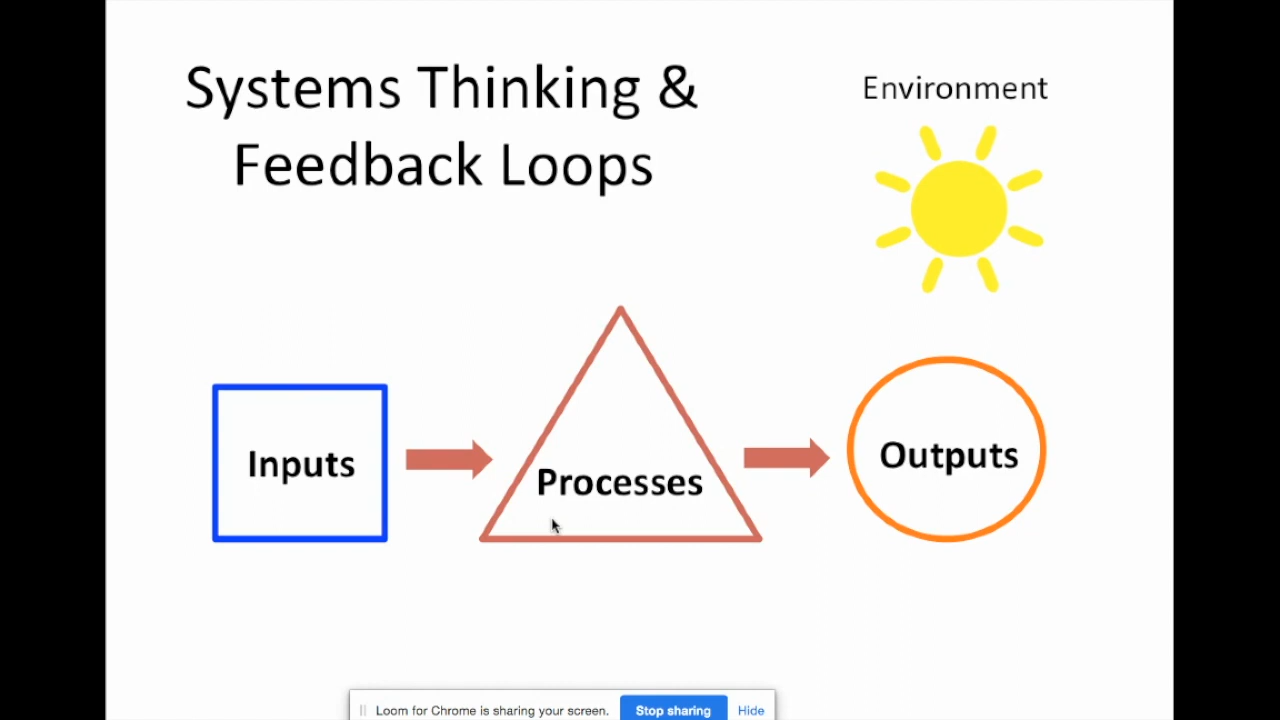 Systems Thinking &
Feedback Loops
Environment
Inputs
Processes
Outputs
Loom for Chrome is sharing your screen.
Stop sharing
Hide